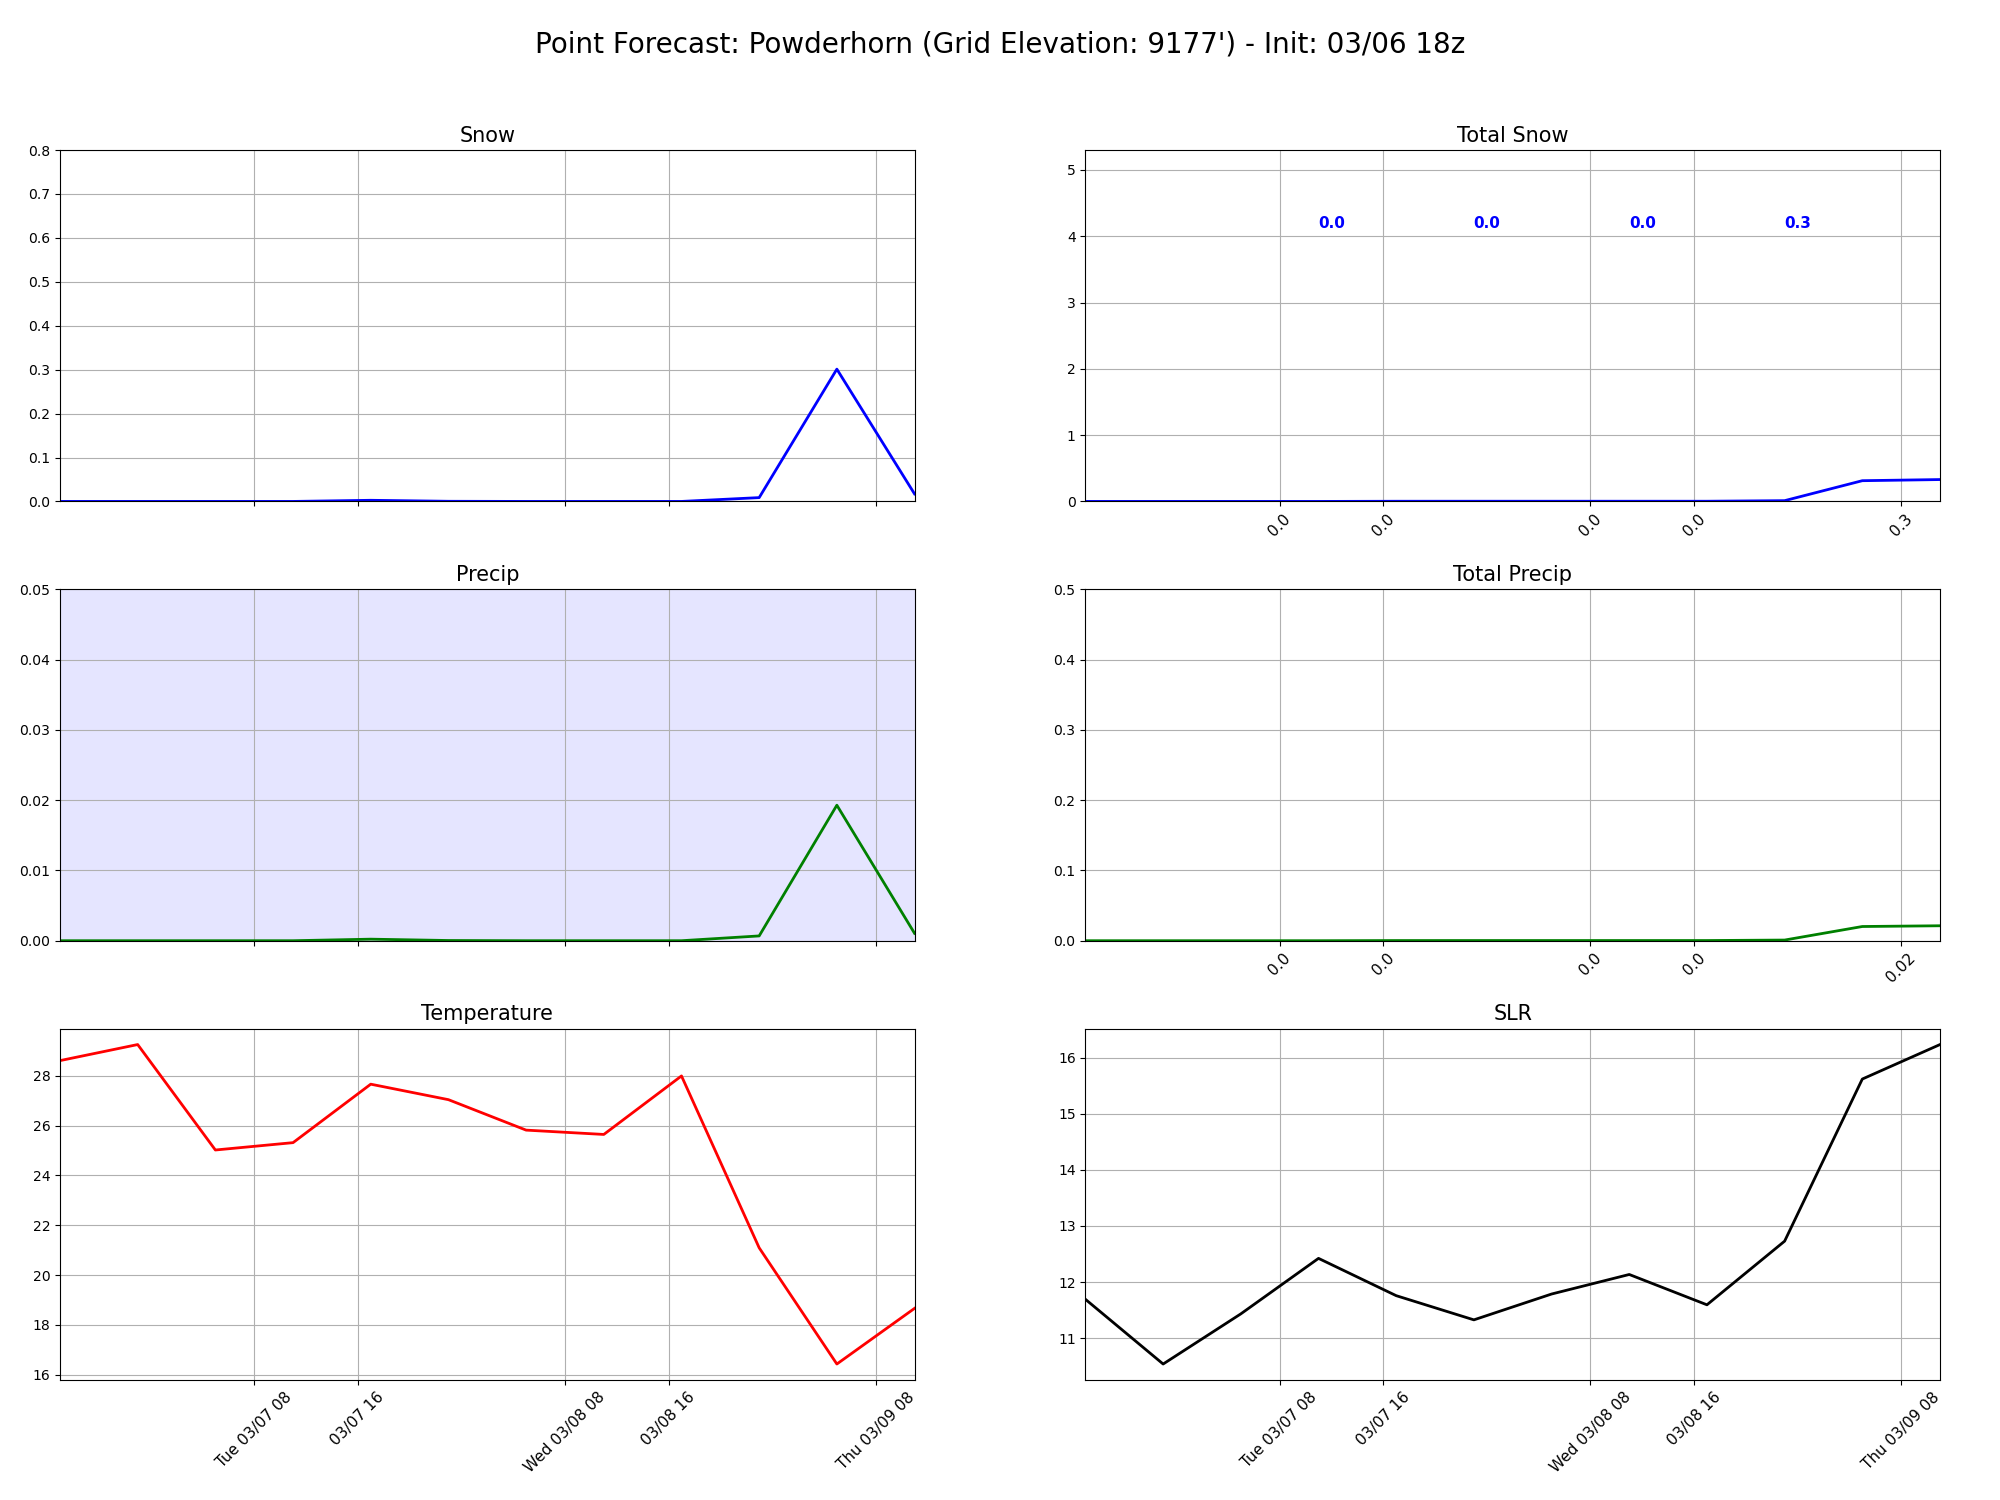 Point Forecast: Powderhorn (Grid Elevation: 9177') - Init: 03/06 18z
Snow
0.8
0.7
0.6
0.5
0.4
0.3
0.2
0.1
0.0
Total Snow
5
4
3
2
1
0
0.0 0.0 0.0 0.3
0.0 0.0 0.0 0.0 0.3
Precip
0.05
0.04
0.03
0.02
0.01
0.00
Total Precip
0.5
0.4
0.3
0.2
0.1
0.0
0.0 0.0 0.0 0.0 0.02
Temperature
28
26
24
22
20
18
16
Tue 03/07 08
03/07 16
Wed 03/08 08
03/08 16
Thu 03/09 08
SLR
16
15
14
13
12
11
Tue 03/07 08
03/07 16
Wed 03/08 08
03/08 16
Thu 03/09 08